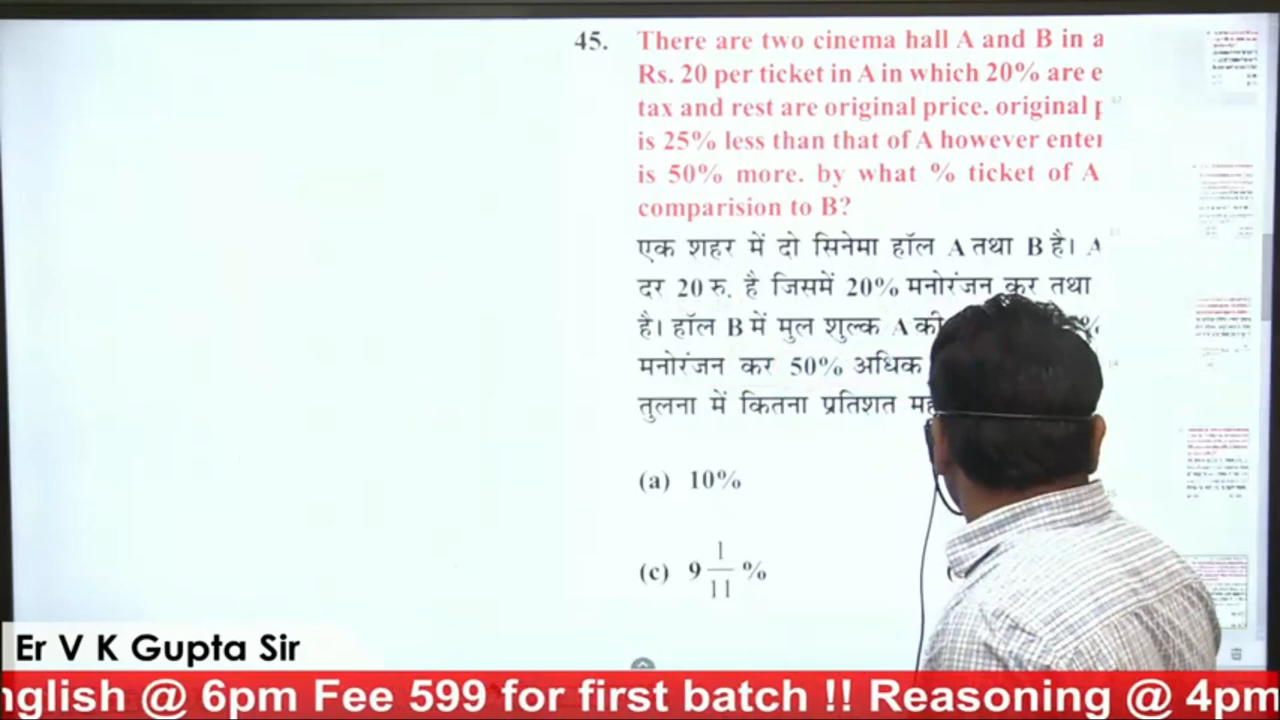 45. There are two cinema hall A and B in a
Rs. 20 per ticket in A in which 20% are e
tax and rest are original price. original p
is 25% less than that of A however enter
is 50% more. by what % ticket of A
comparision to B?
एक शहर में दो सिनेमा हॉल A तथा B है। A
दर 20 रु. है जिसमें 20% मनोरंजन कर तथा
है। हॉल B में मुल शुल्क A की
मनोरंजन कर 50% अधिक
तुलना में कितना प्रतिशत
(a) 10%
(c) 9 1/11 %
Er V K Gupta Sir
nglish @ 6pm Fee 599 for first batch !! Reasoning @ 4pm